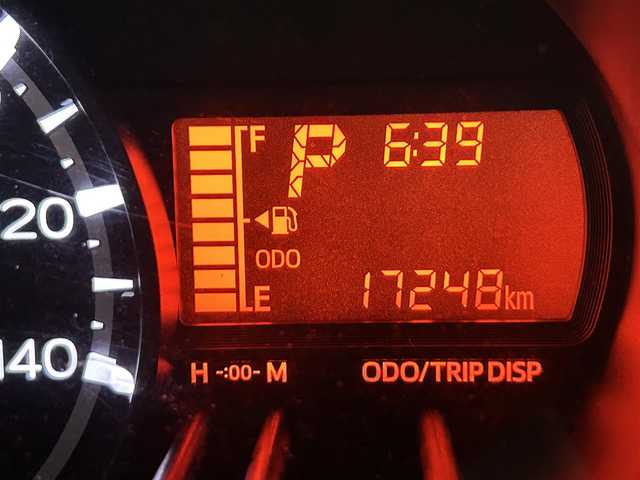 F
P 6:39
20
ODO
E 17248km
140
H -:00- M ODO/TRIP DISP